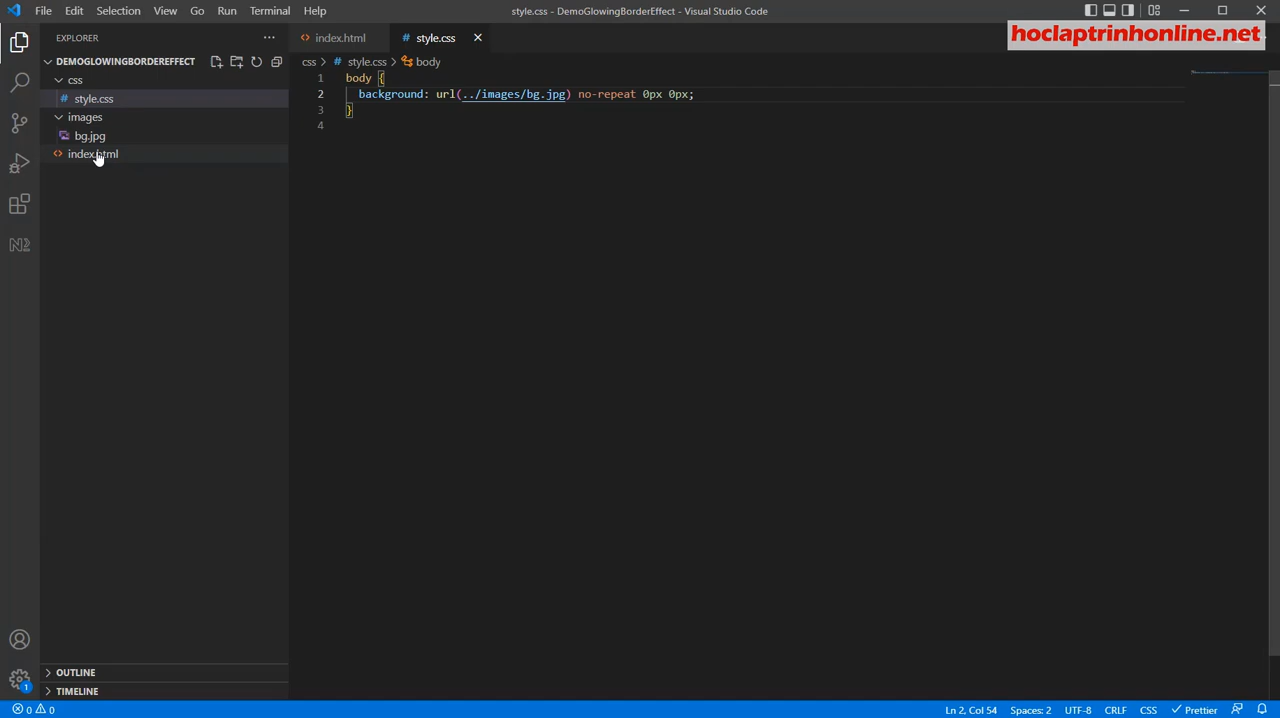 File Edit Selection View Go Run Terminal Help
style.css - DemoGlowingBorderEffect - Visual Studio Code
hoclaptrinhonline.net
EXPLORER
DEMOGLOWINGBORDEREFFECT
css
style.css
images
bg.jpg
index.html
OUTLINE
TIMELINE
index.html
style.css
css > style.css > body
1 body {
2 background: url(../images/bg.jpg) no-repeat 0px 0px;
3 }
4
1
0 0
Ln 2, Col 54 Spaces: 2 UTF-8 CRLF CSS Prettier